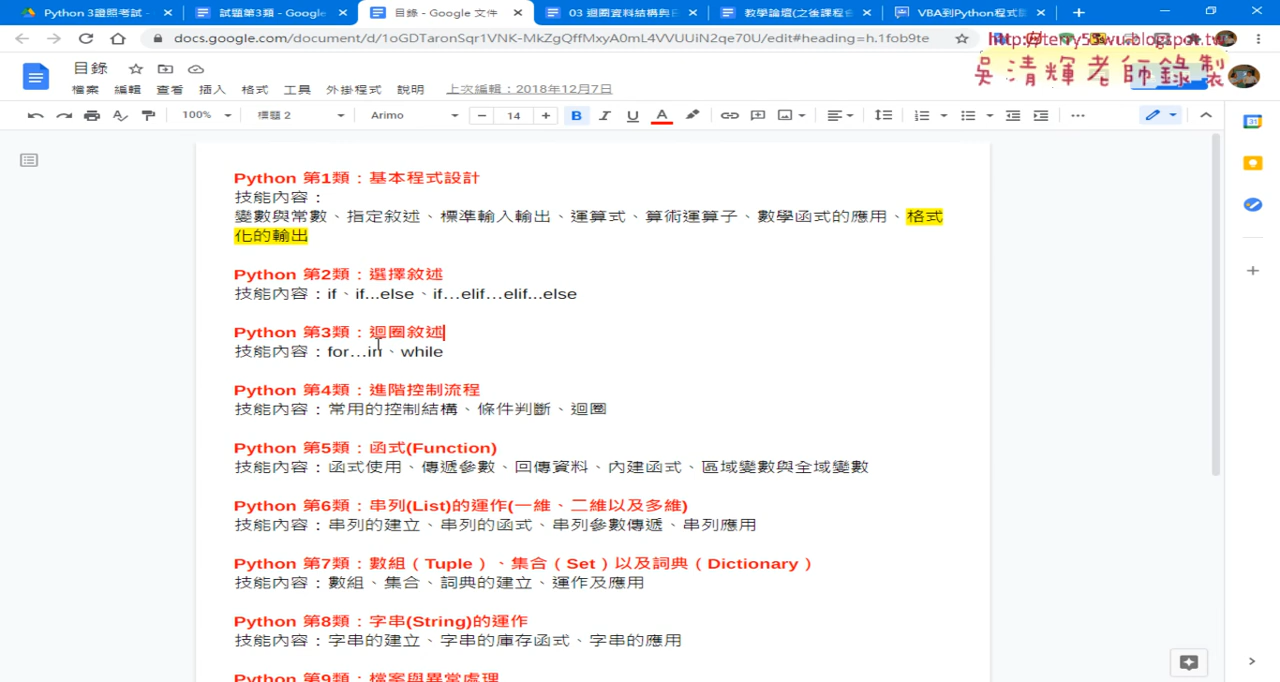 Python 3證照考試 -
試題第3類 - Google
目錄 - Google 文件
03 迴圈資料結構與
教學論壇(之後課程
VBA到Python程式
docs.google.com/document/d/1oGDTaronSqr1VNK-MkZgQffMxyA0mL4VVUUiN2qe70U/edit#heading=h.1fob9te
http://terry55wu.blogspot.tw
吳清輝老師錄製
目錄
檔案 編輯 查看 插入 格式 工具 外掛程式 說明 上次編輯：2018年12月7日
100% 標題 2 Arimo 14 B I U A
Python 第1類：基本程式設計
技能內容：
變數與常數、指定敘述、標準輸入輸出、運算式、算術運算子、數學函式的應用、格式
化的輸出
Python 第2類：選擇敘述
技能內容：if、if...else、if…elif…elif...else
Python 第3類：迴圈敘述
技能內容：for…in、while
Python 第4類：進階控制流程
技能內容：常用的控制結構、條件判斷、迴圈
Python 第5類：函式(Function)
技能內容：函式使用、傳遞參數、回傳資料、內建函式、區域變數與全域變數
Python 第6類：串列(List)的運作(一維、二維以及多維)
技能內容：串列的建立、串列的函式、串列參數傳遞、串列應用
Python 第7類：數組（Tuple）、集合（Set）以及詞典（Dictionary）
技能內容：數組、集合、詞典的建立、運作及應用
Python 第8類：字串(String)的運作
技能內容：字串的建立、字串的庫存函式、字串的應用
Python 第9類：檔案與異常處理